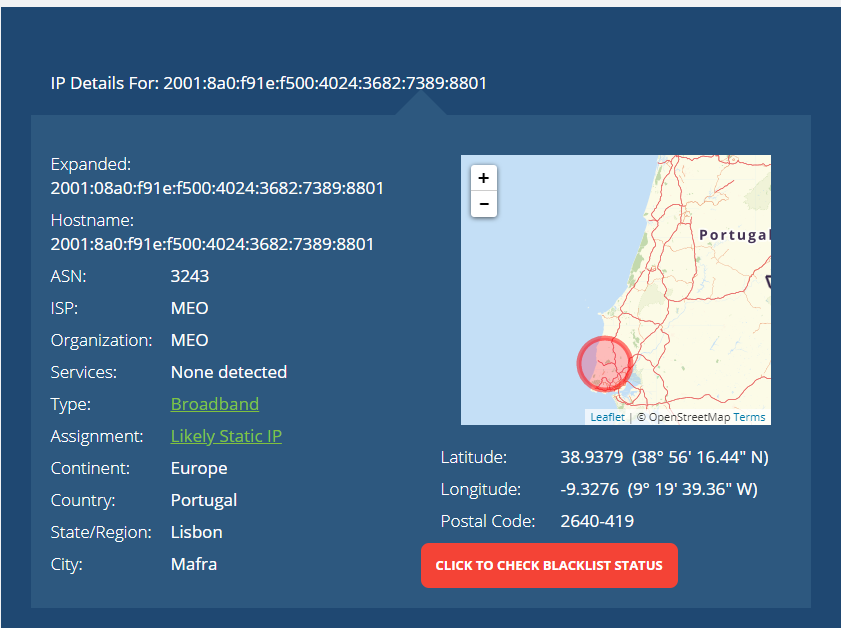 IP Details For: 2001:8a0:f91e:f500:4024:3682:7389:8801
Expanded:
2001:08a0:f91e:f500:4024:3682:7389:8801
Hostname:
2001:8a0:f91e:f500:4024:3682:7389:8801
ASN: 3243
ISP: MEO
Organization: MEO
Services: None detected
Type: Broadband
Assignment: Likely Static IP
Continent: Europe
Country: Portugal
State/Region: Lisbon
City: Mafra
+
−
Portugal
Leaflet | © OpenStreetMap Terms
Latitude: 38.9379 (38° 56' 16.44" N)
Longitude: -9.3276 (9° 19' 39.36" W)
Postal Code: 2640-419
CLICK TO CHECK BLACKLIST STATUS